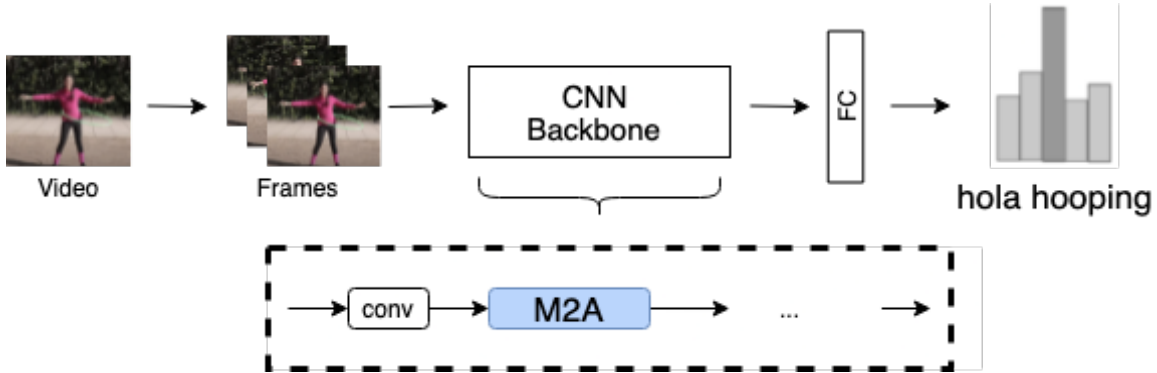 Video
Frames
CNN
Backbone
FC
hola hooping
conv
M2A
...